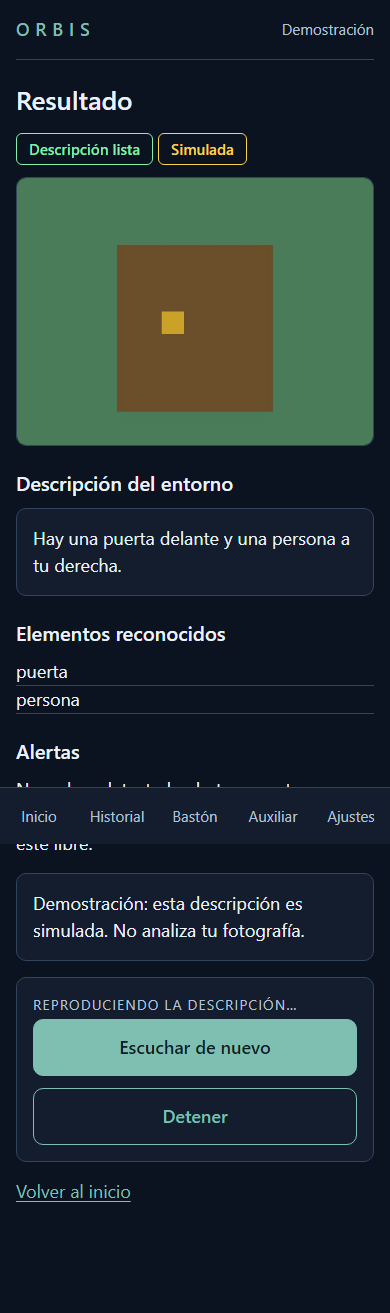 ORBIS
Demostración
Resultado
Descripción lista
Simulada
Descripción del entorno
Hay una puerta delante y una persona a
tu derecha.
Elementos reconocidos
puerta
persona
Alertas
Inicio
Historial
Bastón
Auxiliar
Ajustes
este libre.
Demostración: esta descripción es
simulada. No analiza tu fotografía.
REPRODUCIENDO LA DESCRIPCIÓN…
Escuchar de nuevo
Detener
Volver al inicio